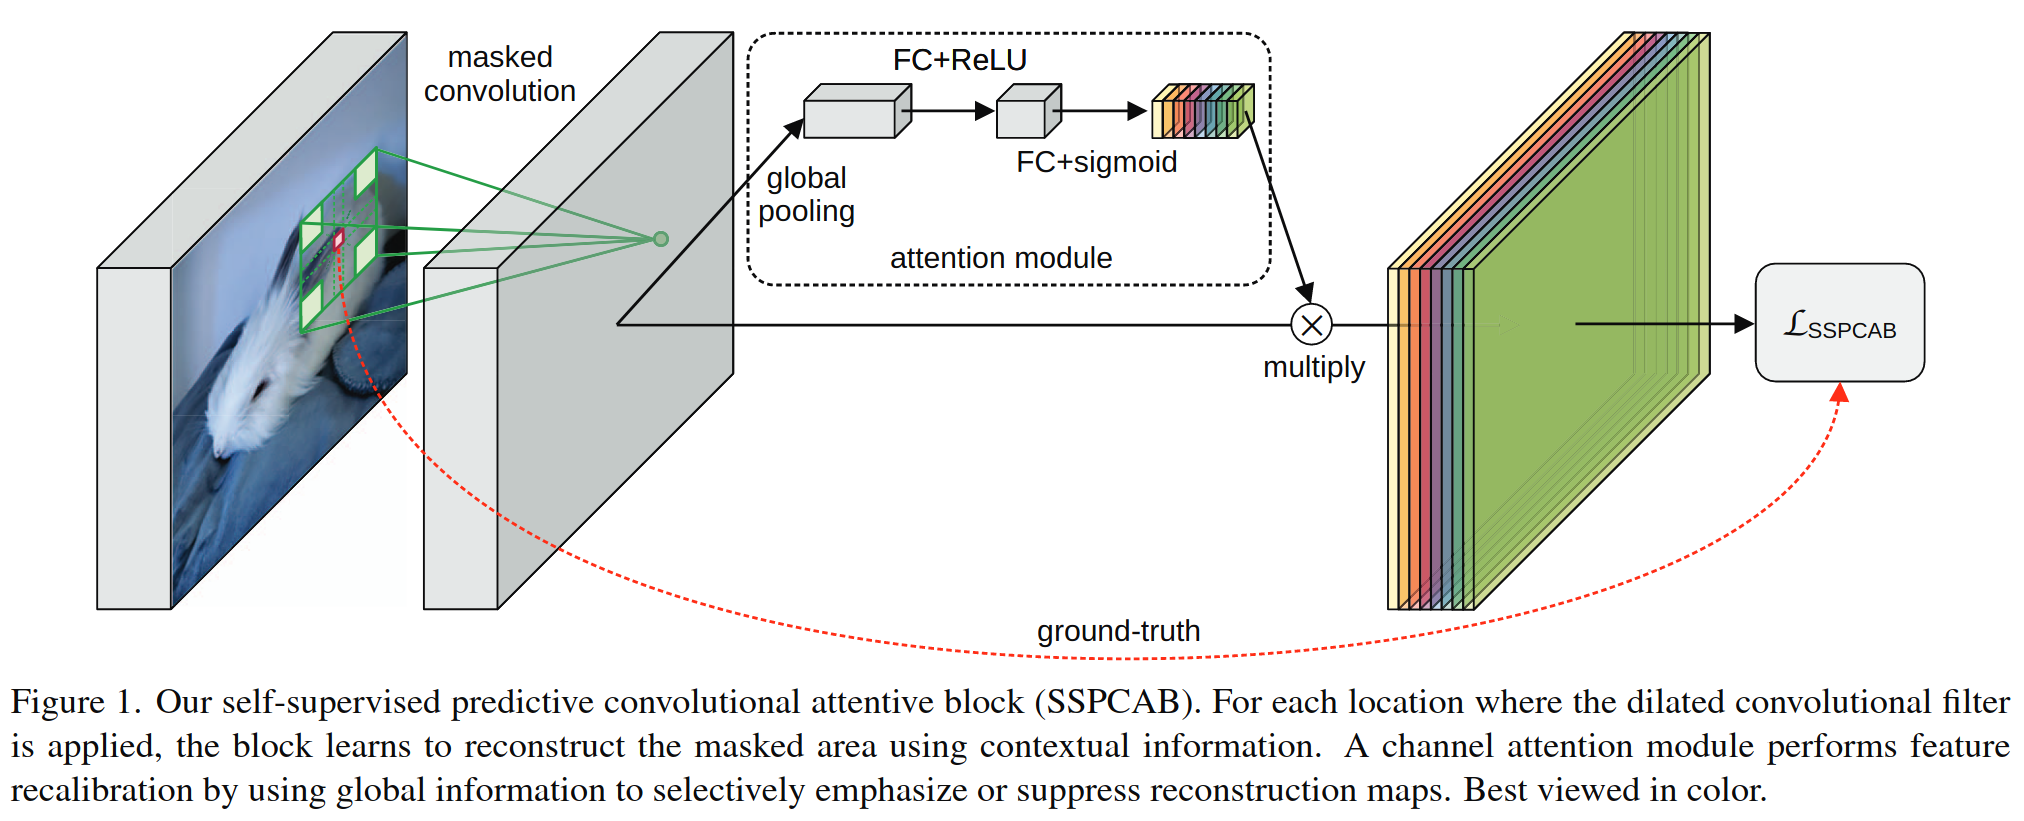 masked
convolution
FC+ReLU
FC+sigmoid
global
pooling
attention module
multiply
ℒSSPCAB
ground-truth
Figure 1. Our self-supervised predictive convolutional attentive block (SSPCAB). For each location where the dilated convolutional filter
is applied, the block learns to reconstruct the masked area using contextual information. A channel attention module performs feature
recalibration by using global information to selectively emphasize or suppress reconstruction maps. Best viewed in color.